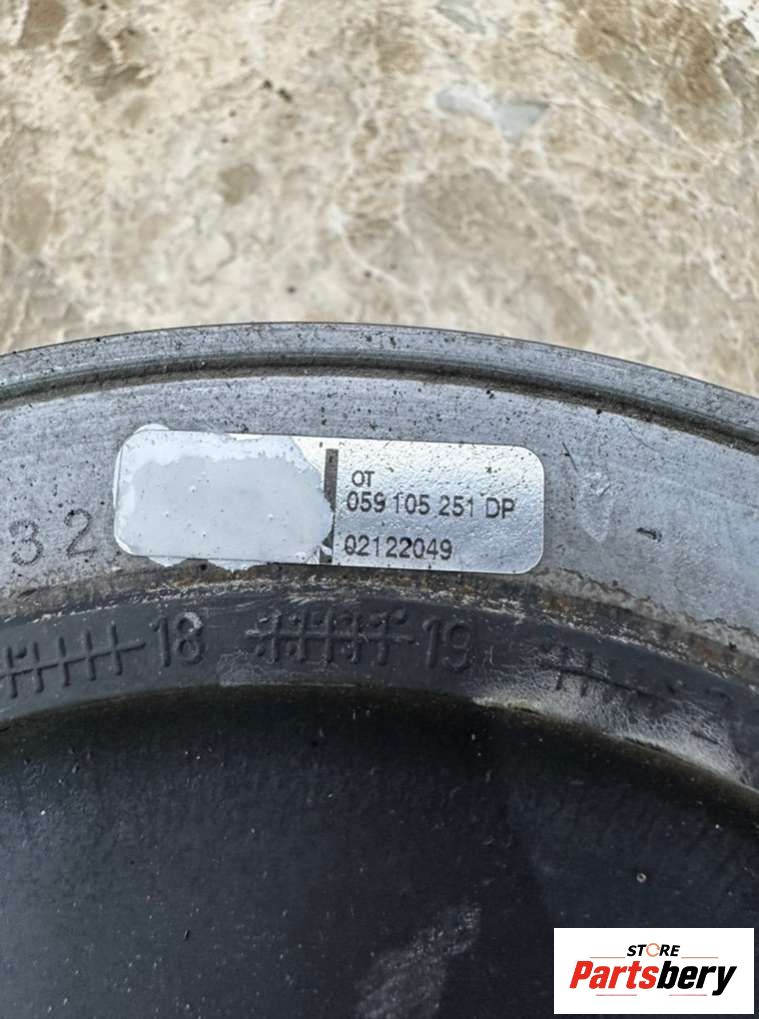 OT
059 105 251 DP
02122049
32
18 19
STORE
Partsbery